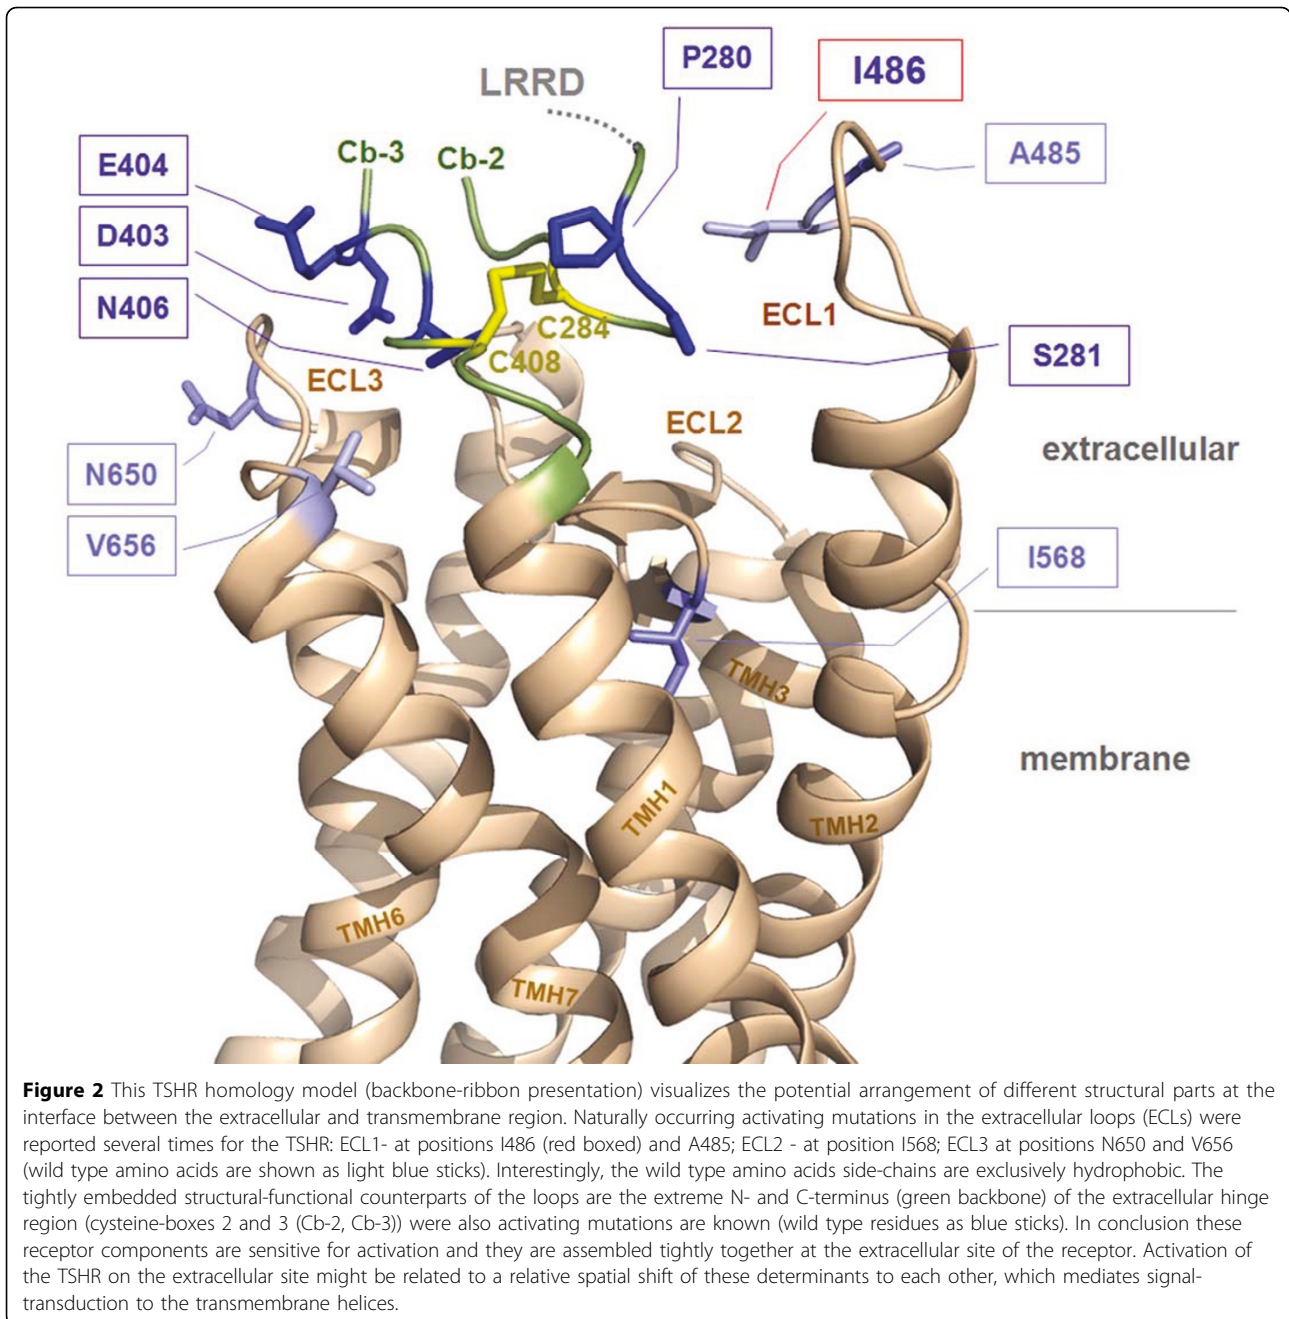 P280
I486
LRRD
A485
E404
Cb-3
Cb-2
D403
N406
ECL1
C284
C408
S281
ECL3
ECL2
extracellular
N650
V656
I568
TMH3
membrane
TMH1
TMH2
TMH6
TMH7
Figure 2 This TSHR homology model (backbone-ribbon presentation) visualizes the potential arrangement of different structural parts at the
interface between the extracellular and transmembrane region. Naturally occurring activating mutations in the extracellular loops (ECLs) were
reported several times for the TSHR: ECL1- at positions I486 (red boxed) and A485; ECL2 - at position I568; ECL3 at positions N650 and V656
(wild type amino acids are shown as light blue sticks). Interestingly, the wild type amino acids side-chains are exclusively hydrophobic. The
tightly embedded structural-functional counterparts of the loops are the extreme N- and C-terminus (green backbone) of the extracellular hinge
region (cysteine-boxes 2 and 3 (Cb-2, Cb-3)) were also activating mutations are known (wild type residues as blue sticks). In conclusion these
receptor components are sensitive for activation and they are assembled tightly together at the extracellular site of the receptor. Activation of
the TSHR on the extracellular site might be related to a relative spatial shift of these determinants to each other, which mediates signal-
transduction to the transmembrane helices.